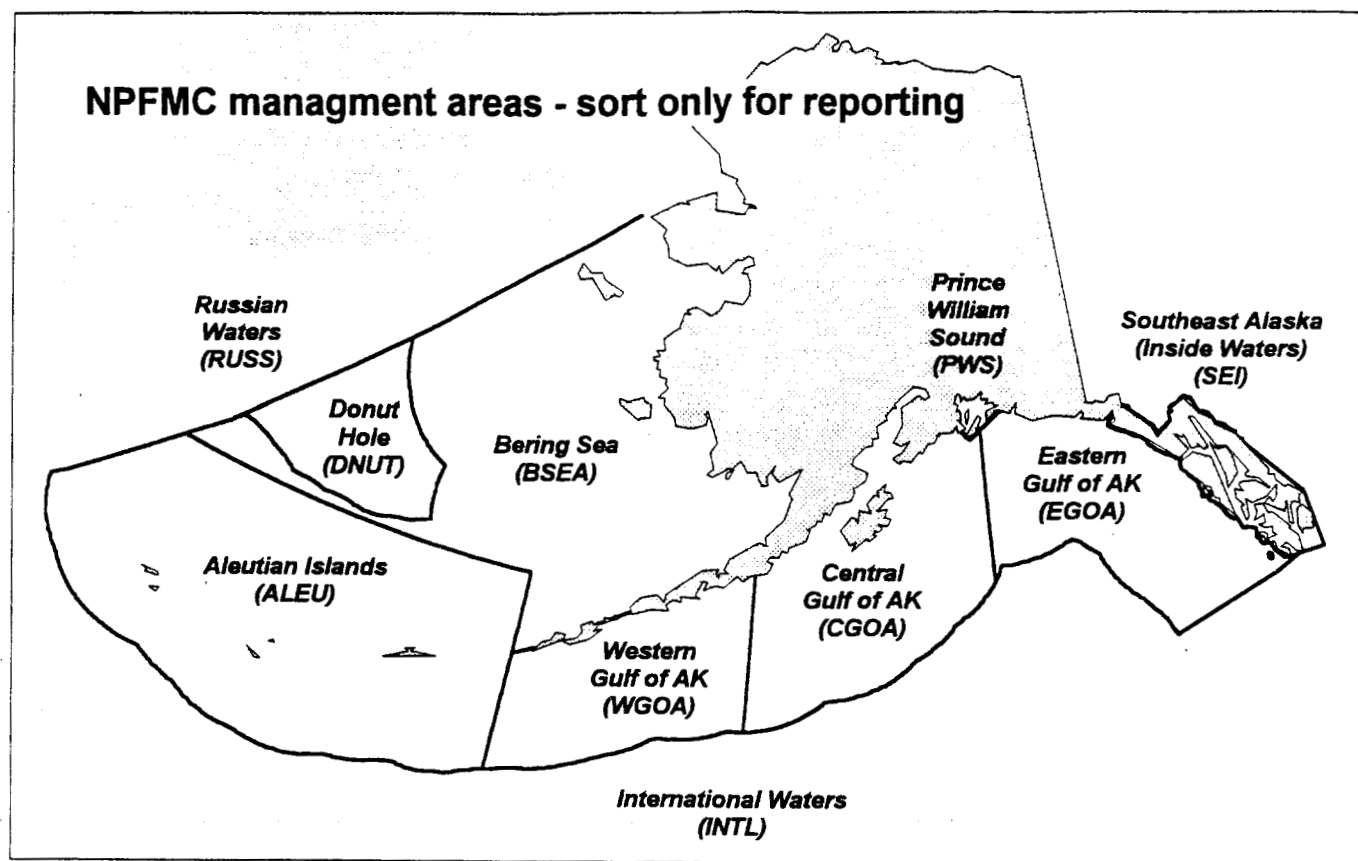 NPFMC managment areas - sort only for reporting
Russian
Waters
(RUSS)
Donut
Hole
(DNUT)
Bering Sea
(BSEA)
Prince
William
Sound
(PWS)
Southeast Alaska
(Inside Waters)
(SEI)
Eastern
Gulf of AK
(EGOA)
Aleutian Islands
(ALEU)
Central
Gulf of AK
(CGOA)
Western
Gulf of AK
(WGOA)
International Waters
(INTL)